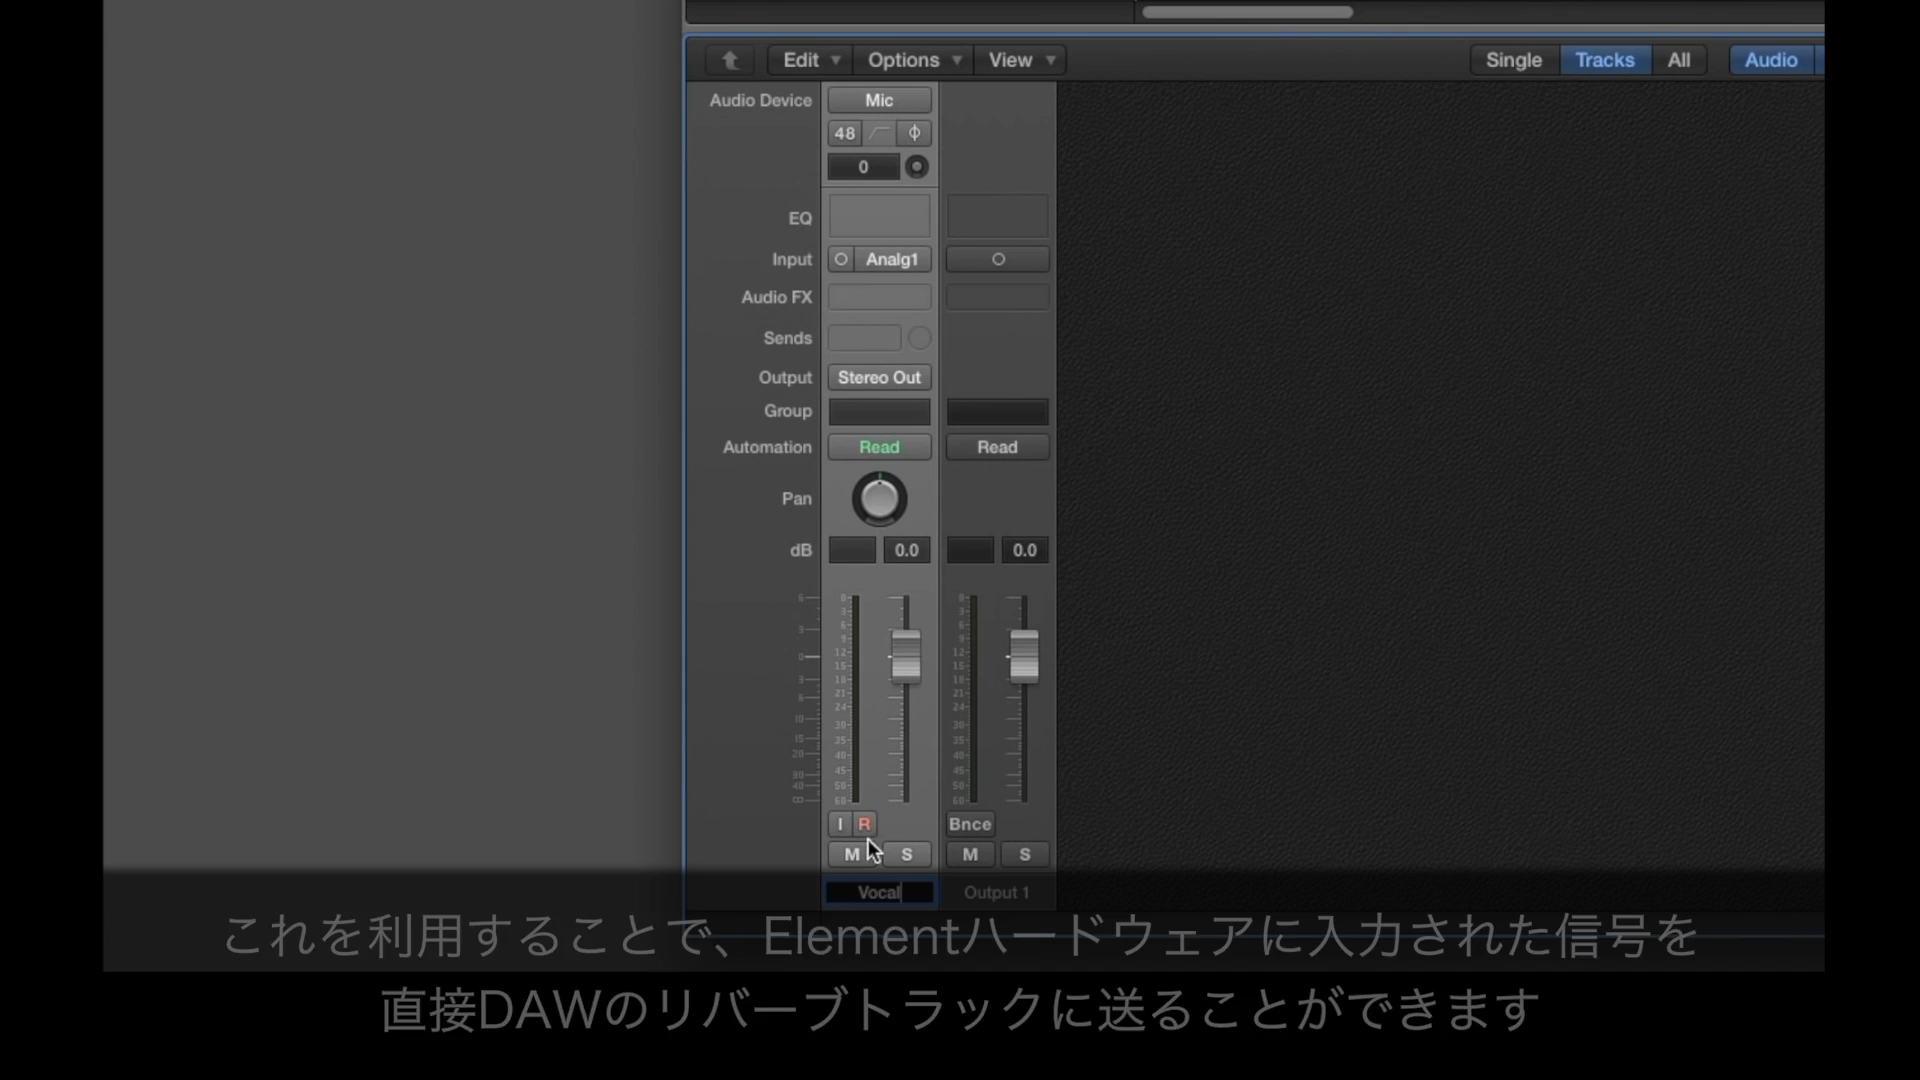 Edit Options View Single Tracks All Audio
Audio Device Mic
48
0
EQ
Input Analg1
Audio FX
Sends
Output Stereo Out
Group
Automation Read Read
Pan
dB 0.0 0.0
I R Bnce
M S M S
Vocal Output 1
これを利用することで、Elementハードウェアに入力された信号を
直接DAWのリバーブトラックに送ることができます